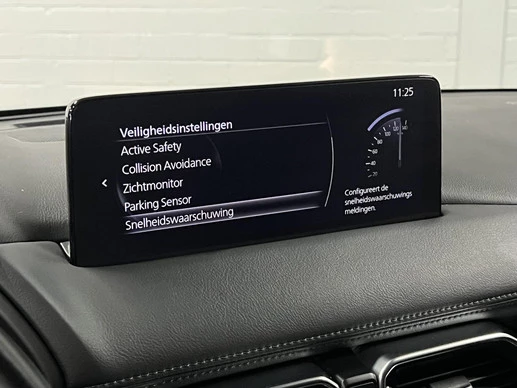 11:25
Veiligheidsinstellingen
Active Safety
Collision Avoidance
Zichtmonitor
Parking Sensor
Snelheidswaarschuwing
Configureert de
snelheidswaarschuwings
meldingen.